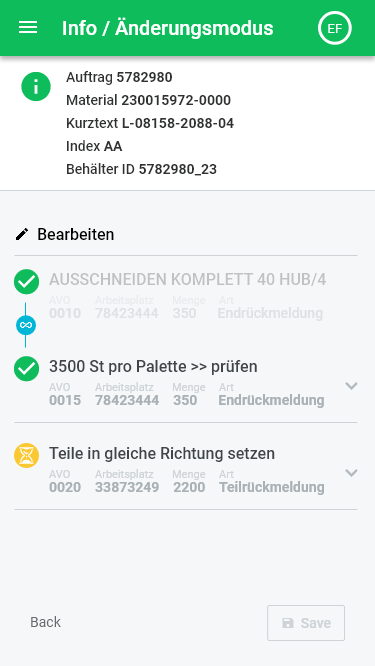 Info / Änderungsmodus
EF
Auftrag 5782980
Material 230015972-0000
Kurztext L-08158-2088-04
Index AA
Behälter ID 5782980_23
Bearbeiten
AUSSCHNEIDEN KOMPLETT 40 HUB/4
AVO Arbeitsplatz Menge Art
0010 78423444 350 Endrückmeldung
3500 St pro Palette >> prüfen
AVO Arbeitsplatz Menge Art
0015 78423444 350 Endrückmeldung
Teile in gleiche Richtung setzen
AVO Arbeitsplatz Menge Art
0020 33873249 2200 Teilrückmeldung
Back
Save